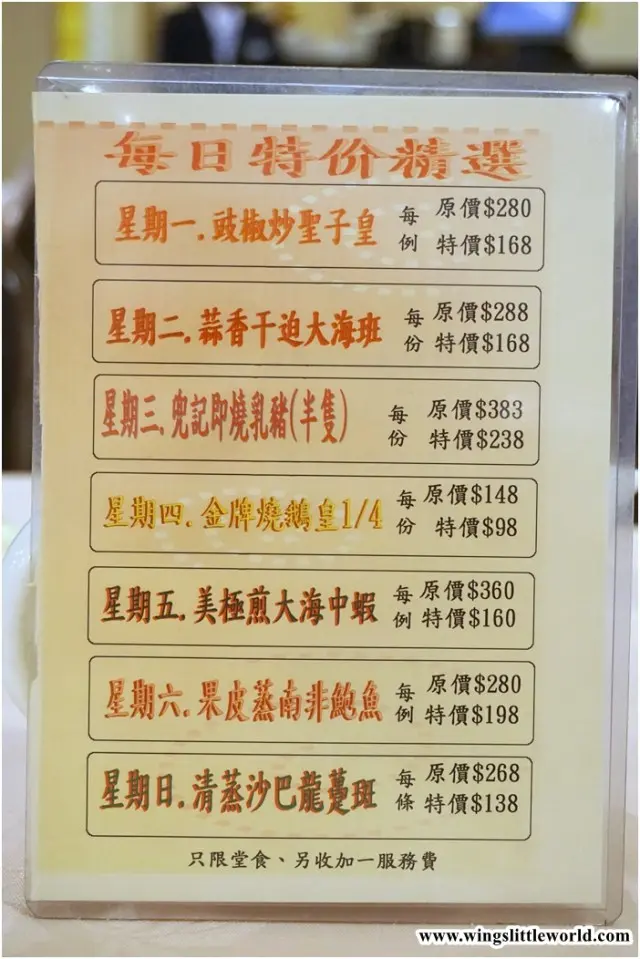 每日特价精選
星期一.豉椒炒聖子皇 每例 原價$280 特價$168
星期二.蒜香干迫大海班 每份 原價$288 特價$168
星期三.兜記即燒乳豬(半隻) 每份 原價$383 特價$238
星期四.金牌燒鵝皇1/4 每份 原價$148 特價$98
星期五.美極煎大海中蝦 每例 原價$360 特價$160
星期六.果皮蒸南非鮑魚 每例 原價$280 特價$198
星期日.清蒸沙巴龍躉斑 每條 原價$268 特價$138
只限堂食、另收加一服務費
www.wingslittleworld.com